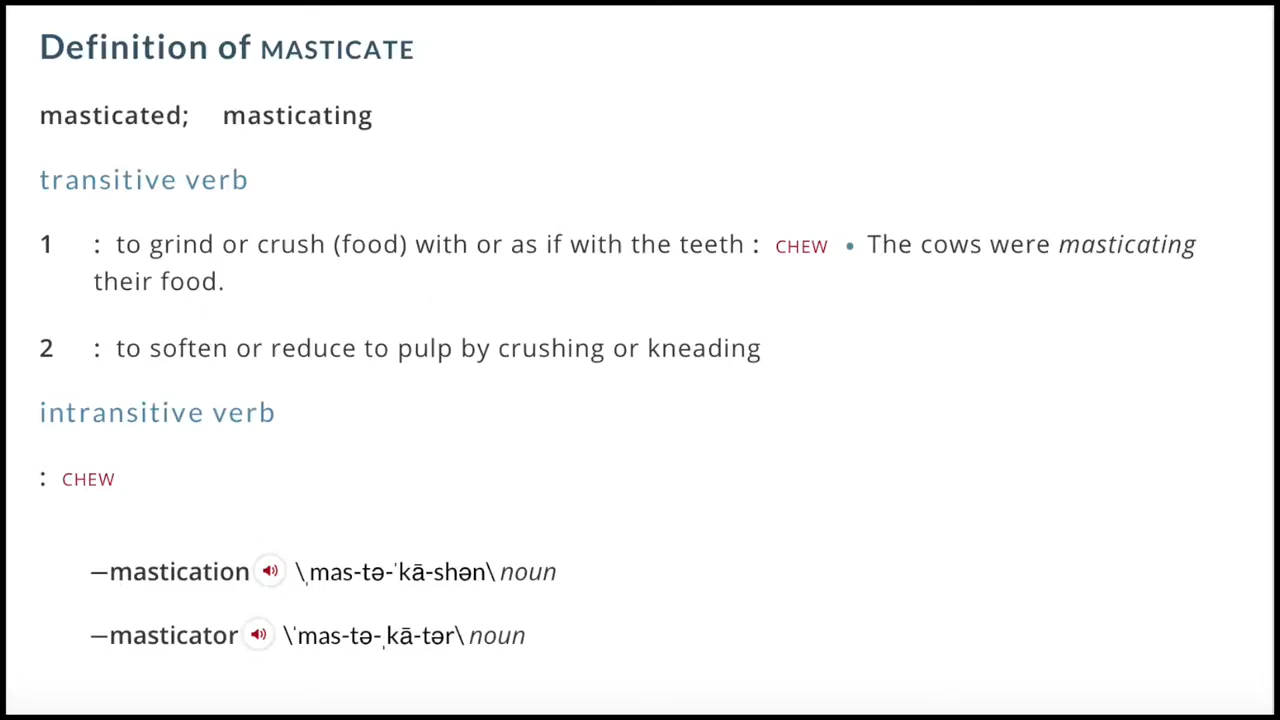 Definition of MASTICATE
masticated; masticating
transitive verb
1 : to grind or crush (food) with or as if with the teeth : CHEW • The cows were masticating
their food.
2 : to soften or reduce to pulp by crushing or kneading
intransitive verb
: CHEW
—mastication \ˌmas-tə-ˈkā-shən\ noun
—masticator \ˈmas-tə-ˌkā-tər\ noun